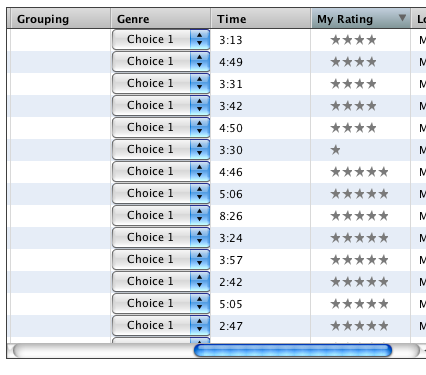 Grouping Genre Time My Rating Lo
Choice 1 3:13 M
Choice 1 4:49 M
Choice 1 3:31 M
Choice 1 3:42 M
Choice 1 4:50 M
Choice 1 3:30 M
Choice 1 4:46 M
Choice 1 5:06 M
Choice 1 8:26 M
Choice 1 3:24 M
Choice 1 3:57 M
Choice 1 2:42 M
Choice 1 5:05 M
Choice 1 2:47 M